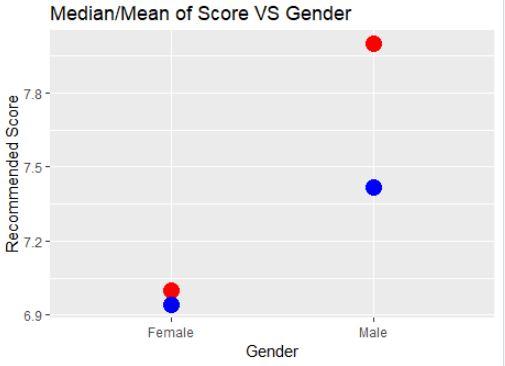 Median/Mean of Score VS Gender
Recommended Score
7.8
7.5
7.2
6.9
Female Male
Gender